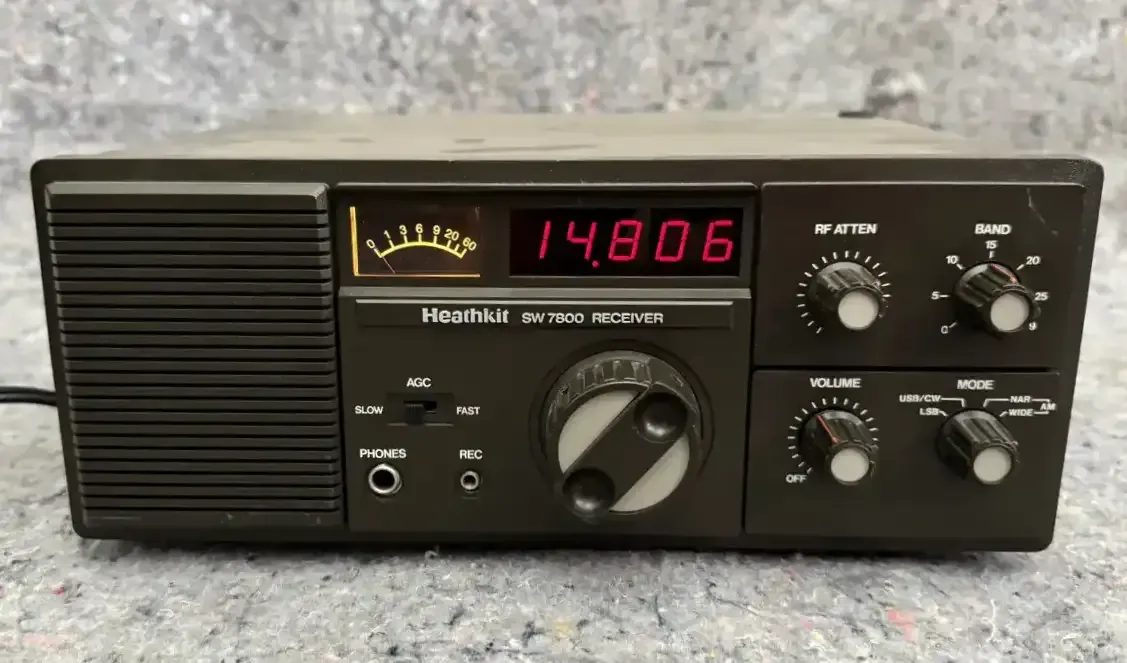 0 1 3 6 9 20 60
14.806
Heathkit SW 7800 RECEIVER
AGC
SLOW FAST
PHONES REC
RF ATTEN
BAND
0 5 10 15 20 25
VOLUME
OFF
MODE
USB/CW
LSB
NAR
WIDE
AM